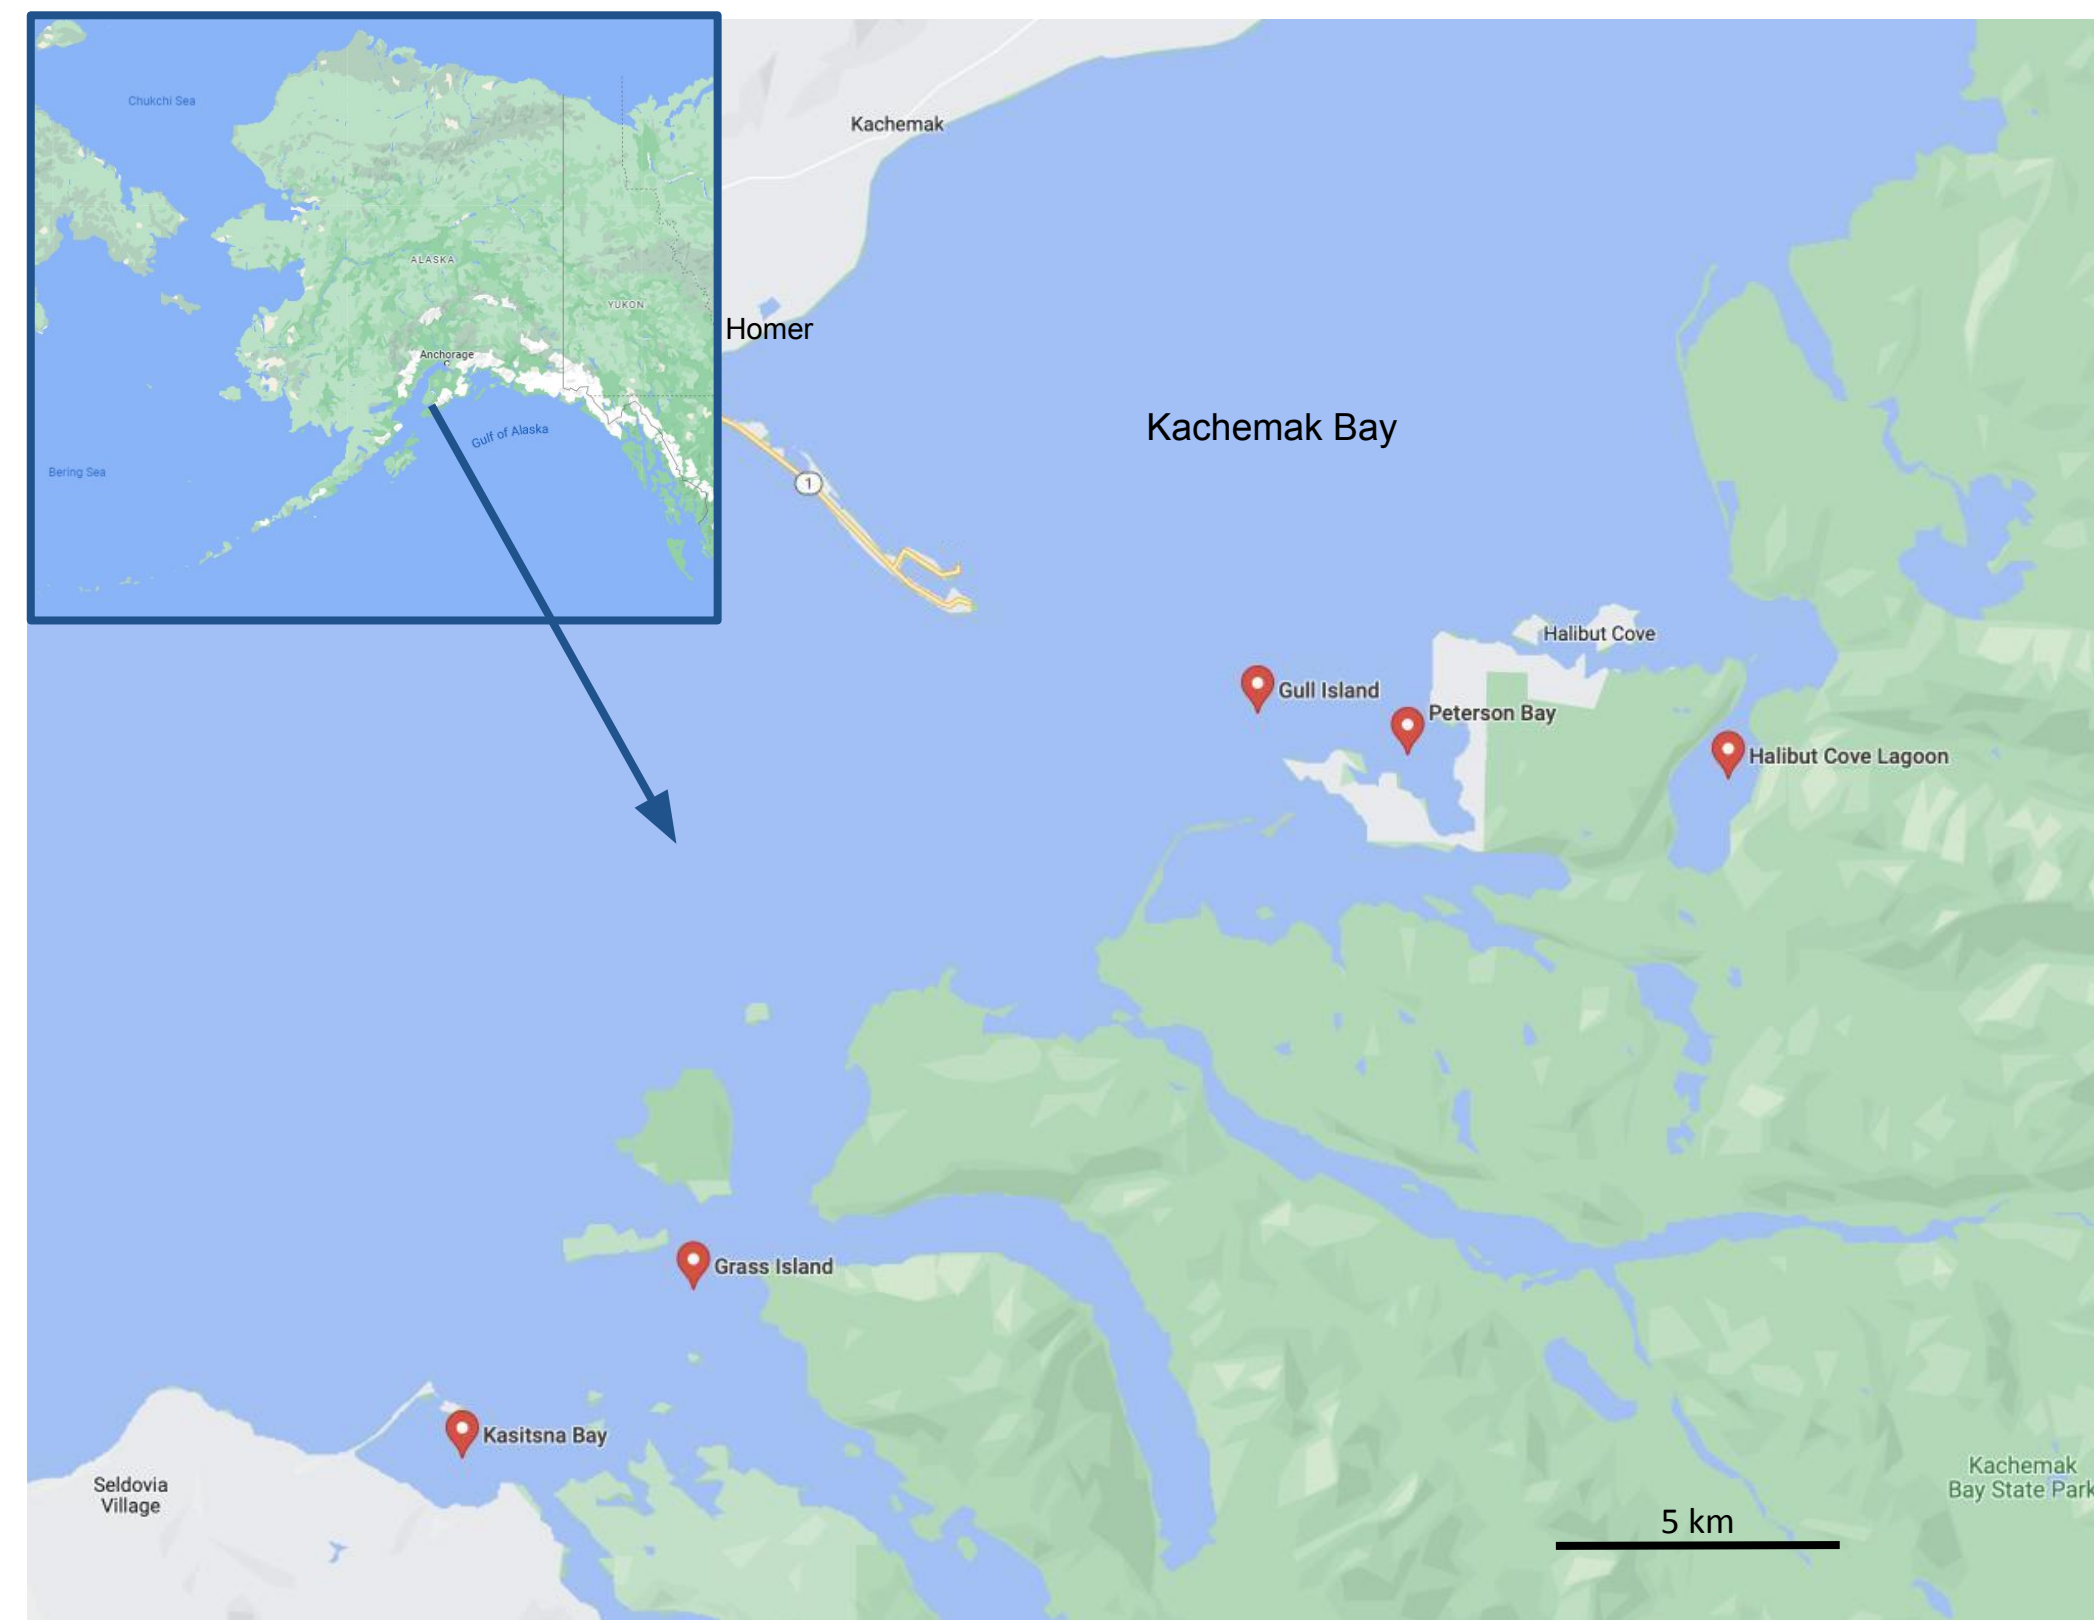 Chukchi Sea
ALASKA
YUKON
Anchorage
Gulf of Alaska
Bering Sea
Kachemak
Homer
Kachemak Bay
1
Halibut Cove
Gull Island
Peterson Bay
Halibut Cove Lagoon
Grass Island
Kasitsna Bay
Seldovia
Village
Kachemak
Bay State Park
5 km